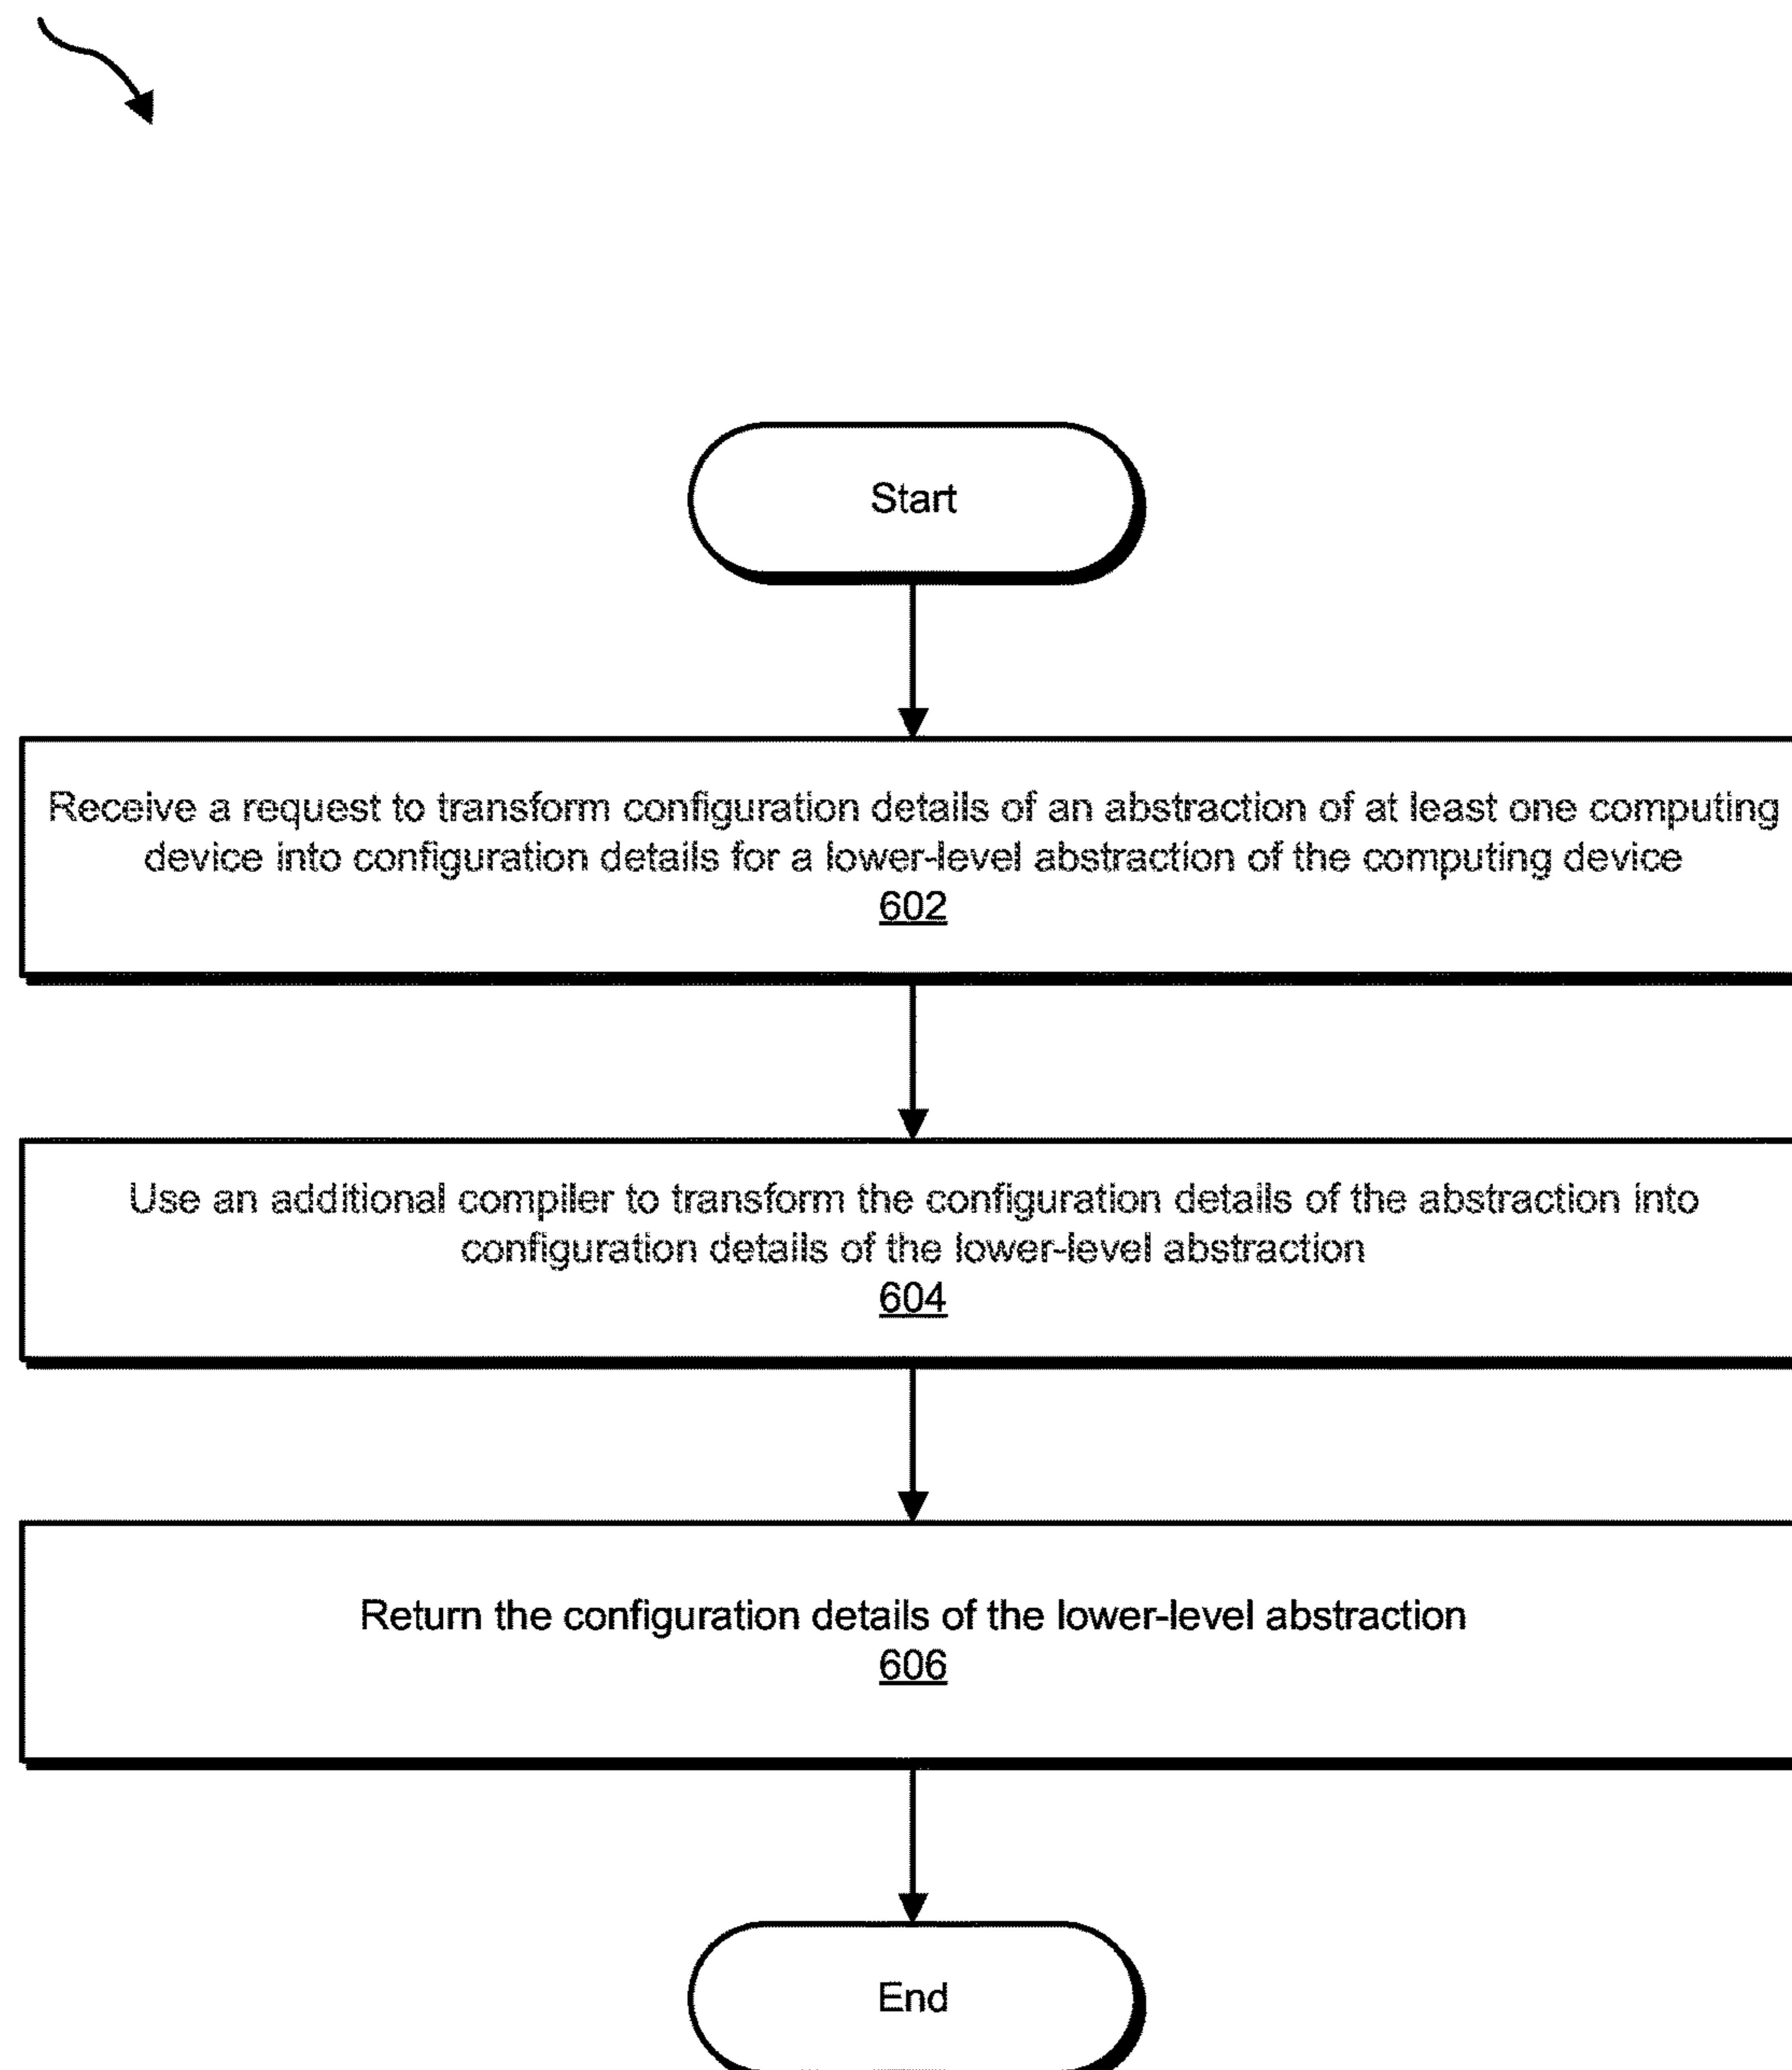 Start
Receive a request to transform configuration details of an abstraction of at least one computing
device into configuration details for a lower-level abstraction of the computing device
602
Use an additional compiler to transform the configuration details of the abstraction into
configuration details of the lower-level abstraction
604
Return the configuration details of the lower-level abstraction
606
End